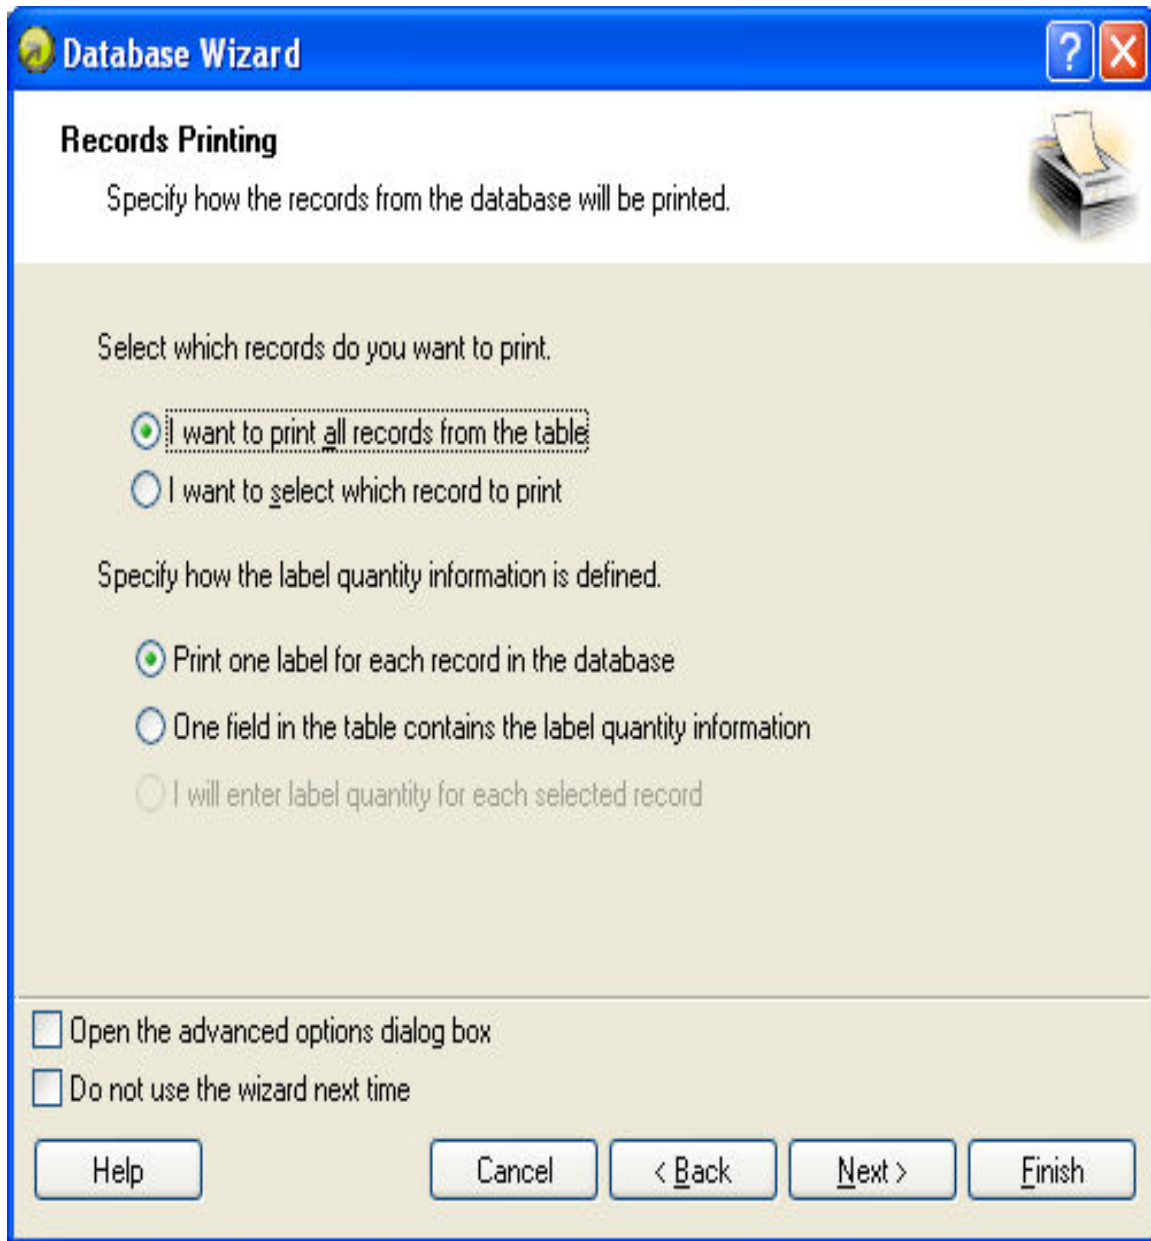 Database Wizard
Records Printing
Specify how the records from the database will be printed.
Select which records do you want to print.
I want to print all records from the table
I want to select which record to print
Specify how the label quantity information is defined.
Print one label for each record in the database
One field in the table contains the label quantity information
I will enter label quantity for each selected record
Open the advanced options dialog box
Do not use the wizard next time
Help Cancel < Back Next > Finish